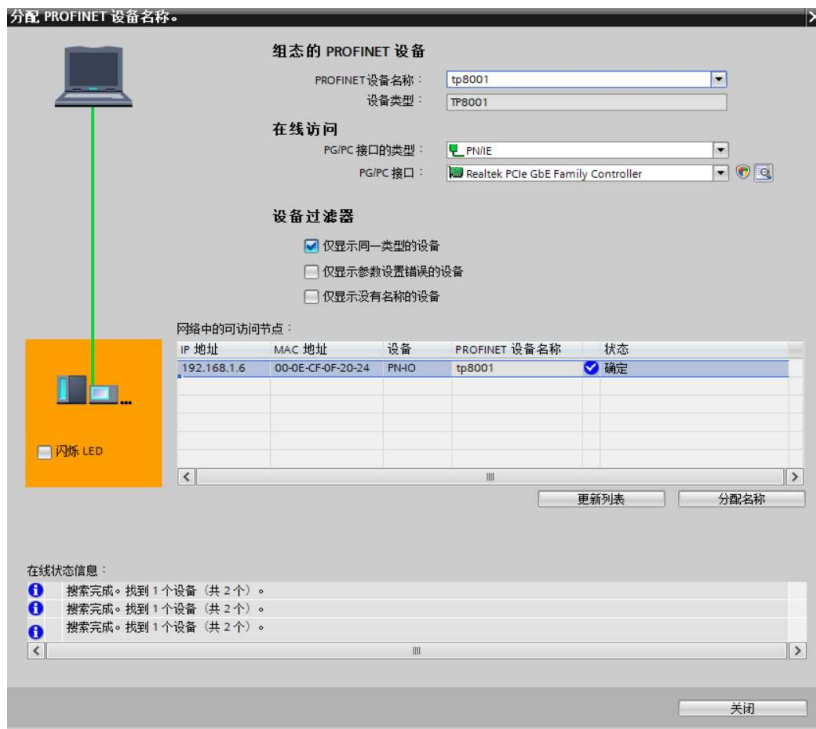 分配 PROFINET 设备名称。
组态的 PROFINET 设备
PROFINET设备名称： tp8001
设备类型： TP8001
在线访问
PG/PC 接口的类型： PN/IE
PG/PC 接口： Realtek PCIe GbE Family Controller
设备过滤器
仅显示同一类型的设备
仅显示参数设置错误的设备
仅显示没有名称的设备
网络中的可访问节点：
IP 地址 MAC 地址 设备 PROFINET 设备名称 状态
192.168.1.6 00-0E-CF-0F-20-24 PN-IO tp8001 确定
闪烁 LED
更新列表 分配名称
在线状态信息：
搜索完成。找到 1 个设备（共 2 个）。
搜索完成。找到 1 个设备（共 2 个）。
搜索完成。找到 1 个设备（共 2 个）。
关闭